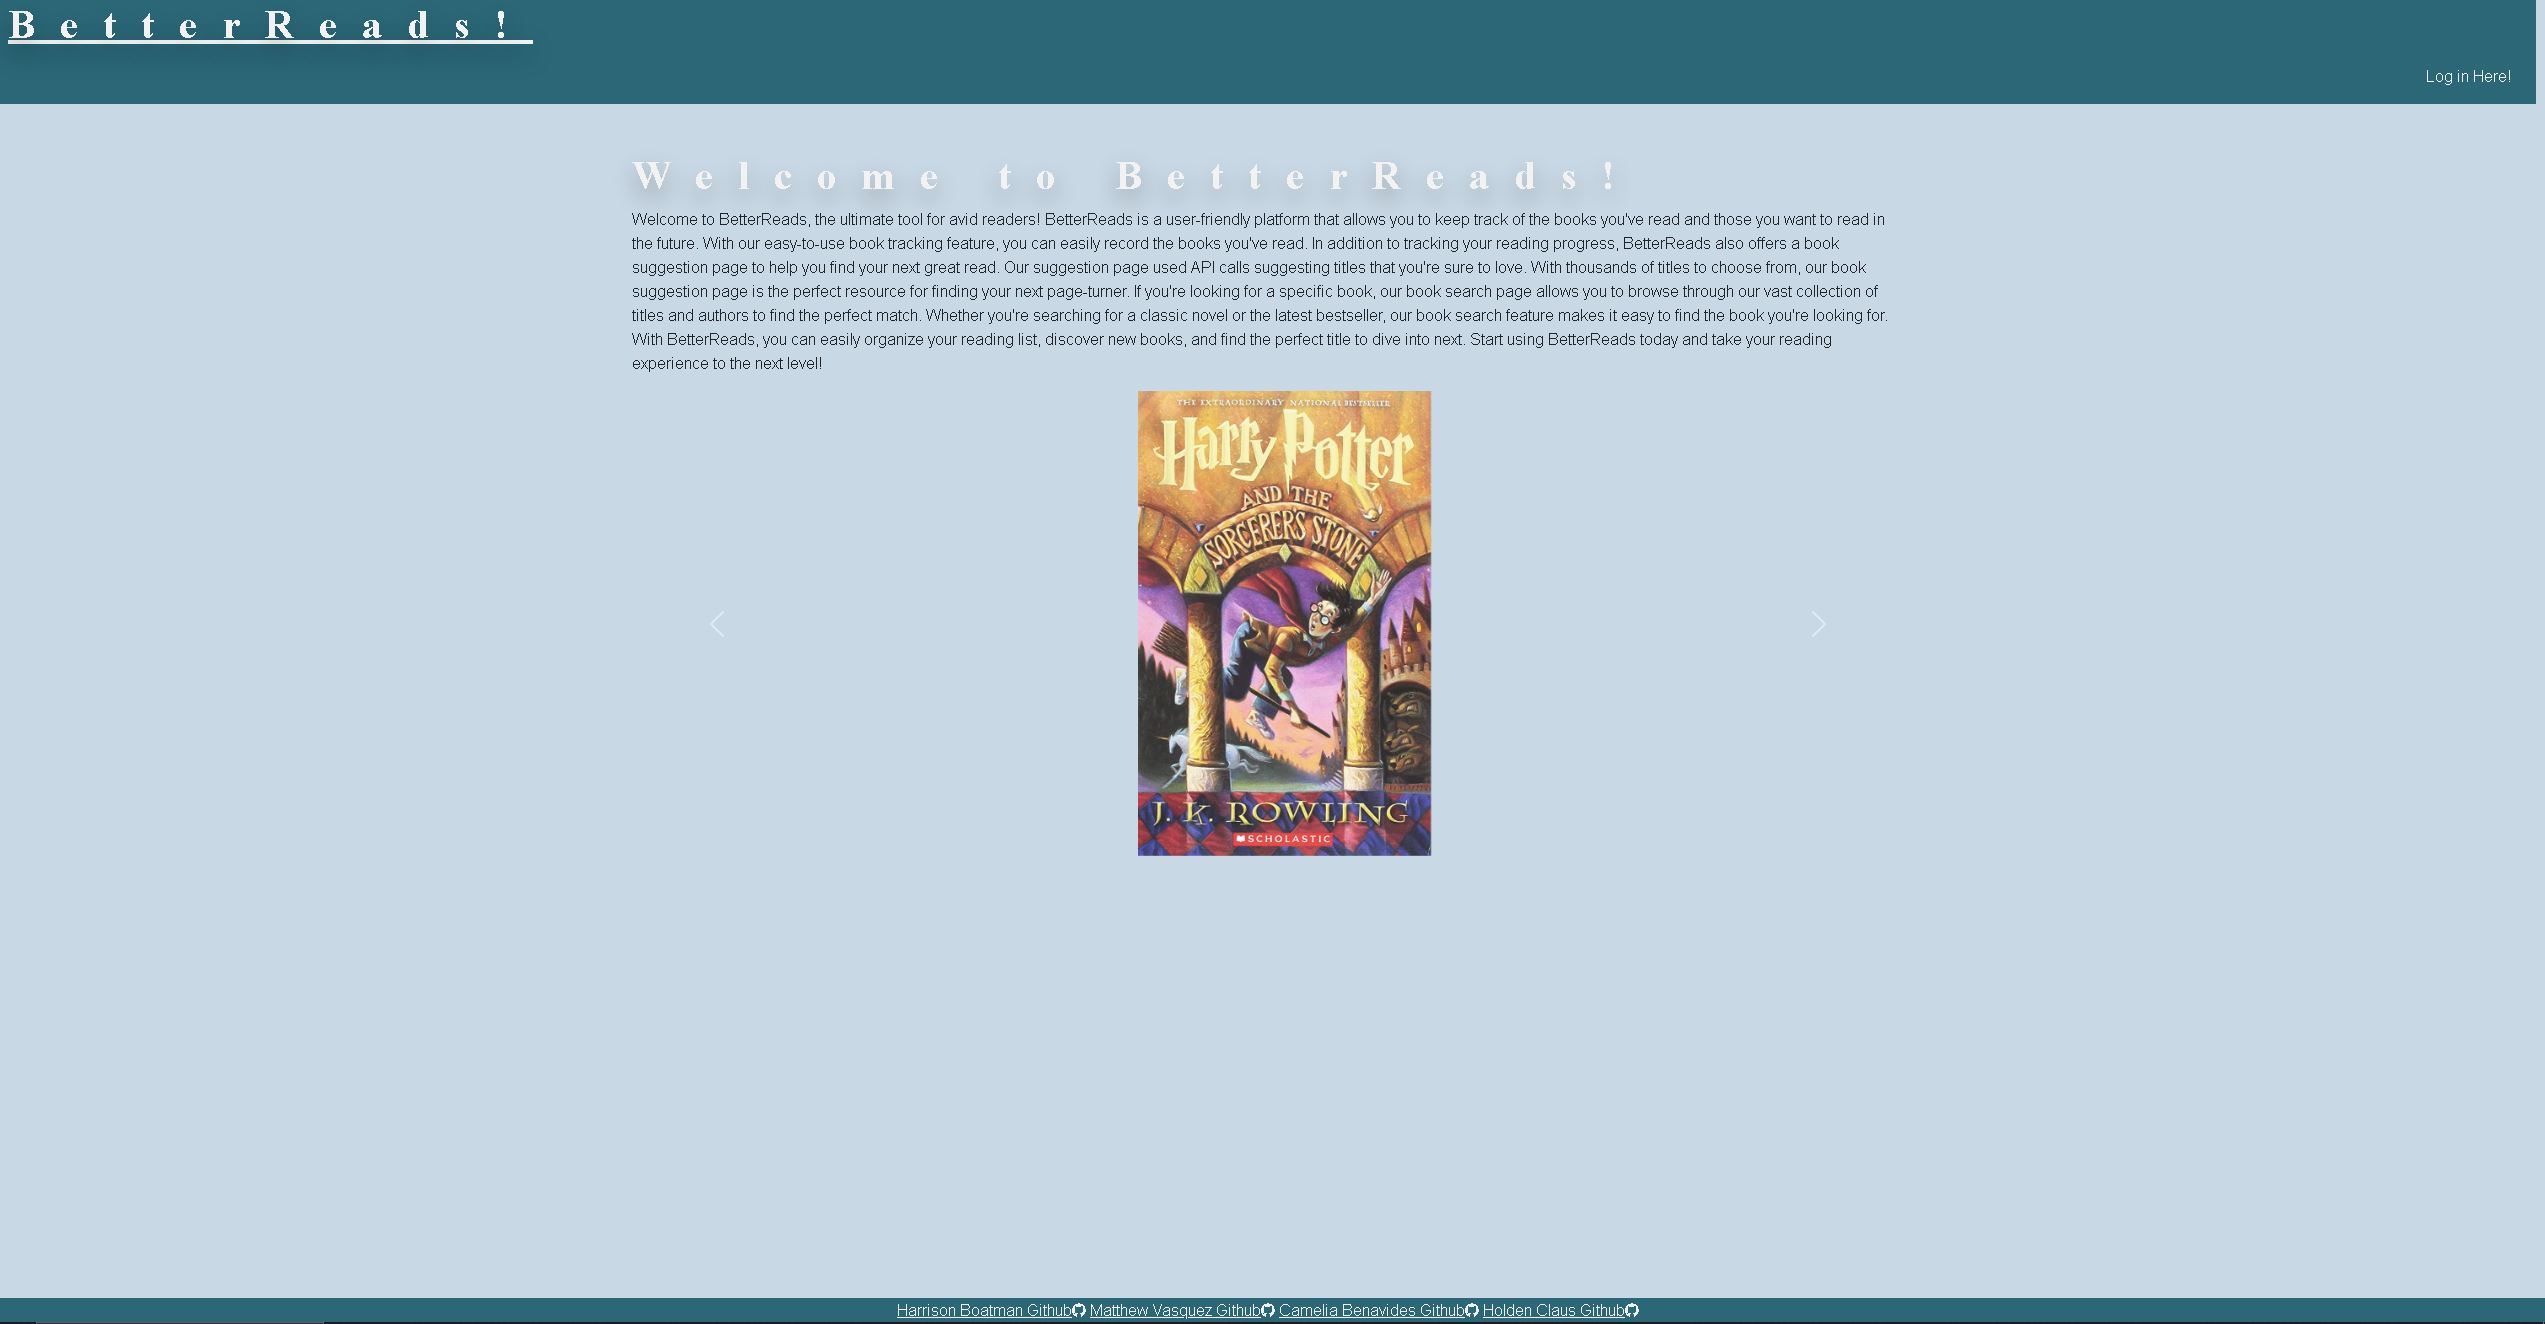 BetterReads!
Log in Here!
Welcome to BetterReads!
Welcome to BetterReads, the ultimate tool for avid readers! BetterReads is a user-friendly platform that allows you to keep track of the books you've read and those you want to read in
the future. With our easy-to-use book tracking feature, you can easily record the books you've read. In addition to tracking your reading progress, BetterReads also offers a book
suggestion page to help you find your next great read. Our suggestion page used API calls suggesting titles that you're sure to love. With thousands of titles to choose from, our book
suggestion page is the perfect resource for finding your next page-turner. If you're looking for a specific book, our book search page allows you to browse through our vast collection of
titles and authors to find the perfect match. Whether you're searching for a classic novel or the latest bestseller, our book search feature makes it easy to find the book you're looking for.
With BetterReads, you can easily organize your reading list, discover new books, and find the perfect title to dive into next. Start using BetterReads today and take your reading
experience to the next level!
THE EXTRAORDINARY NATIONAL BESTSELLER
Harry Potter
AND THE
SORCERER'S STONE
J. K. ROWLING
SCHOLASTIC
Harrison Boatman Github Matthew Vasquez Github Camelia Benavides Github Holden Claus Github